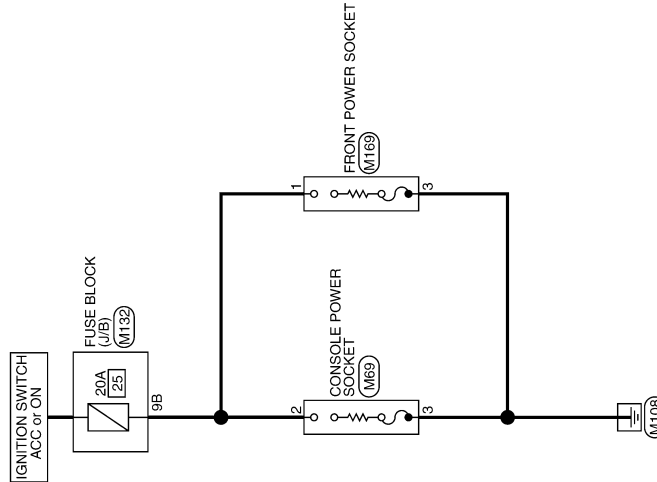 IGNITION SWITCH
ACC or ON
FUSE BLOCK
(J/B)
M132
20A
25
9B
2
CONSOLE POWER
SOCKET
M69
3
1
FRONT POWER SOCKET
M169
3
M108